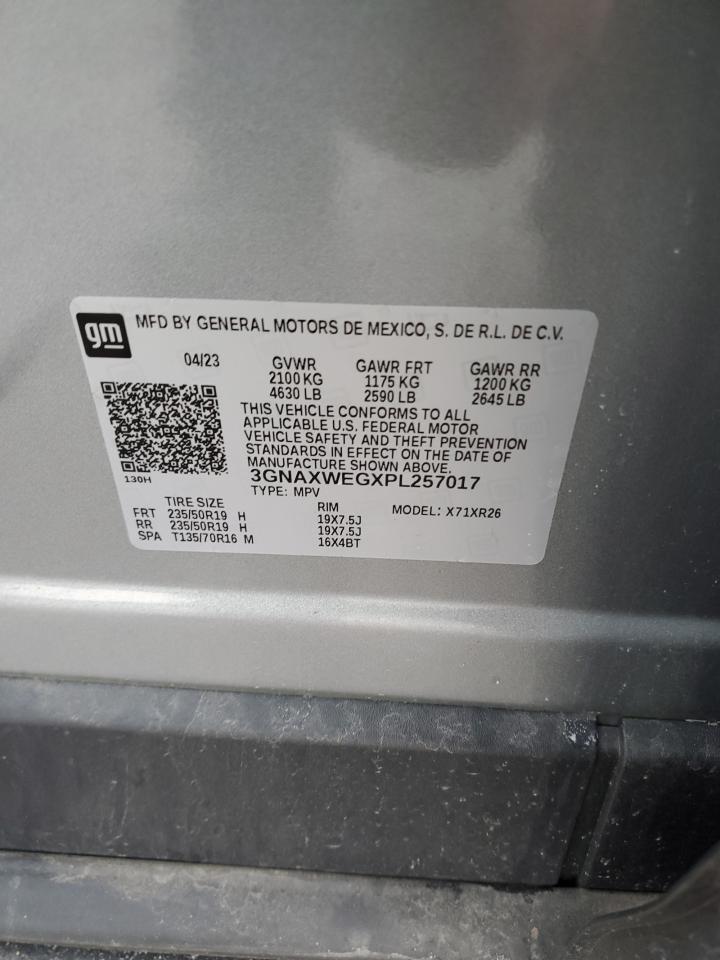 gm MFD BY GENERAL MOTORS DE MEXICO, S. DE R.L. DE C.V.
04/23 GVWR GAWR FRT GAWR RR
2100 KG 1175 KG 1200 KG
4630 LB 2590 LB 2645 LB
THIS VEHICLE CONFORMS TO ALL
APPLICABLE U.S. FEDERAL MOTOR
VEHICLE SAFETY AND THEFT PREVENTION
STANDARDS IN EFFECT ON THE DATE OF
MANUFACTURE SHOWN ABOVE.
130H 3GNAXWEGXPL257017
TYPE: MPV MODEL: X71XR26
TIRE SIZE RIM
FRT 235/50R19 H 19X7.5J
RR 235/50R19 H 19X7.5J
SPA T135/70R16 M 16X4BT